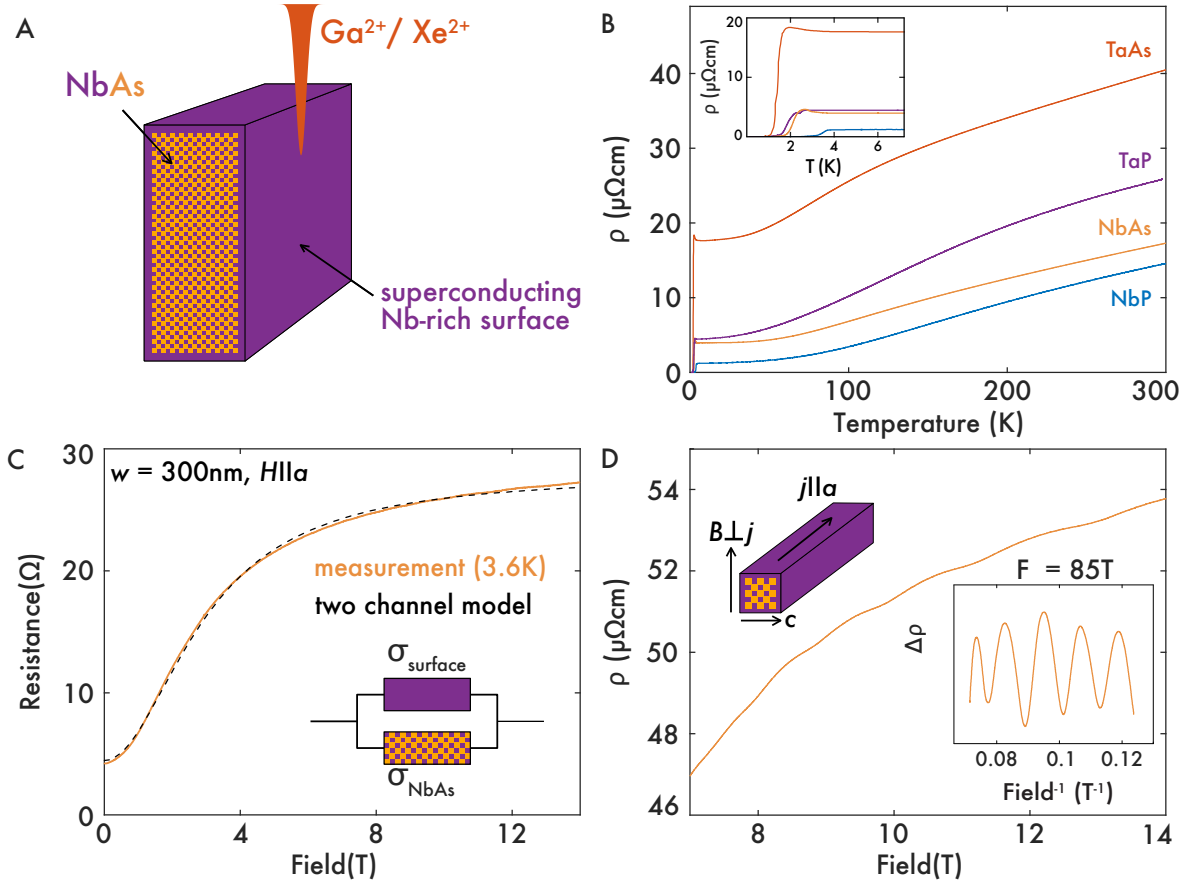 A
Ga²⁺/ Xe²⁺
NbAs
superconducting
Nb-rich surface
B
ρ (μΩcm)
40
30
20
10
0
0
100
200
300
Temperature (K)
TaAs
TaP
NbAs
NbP
ρ (μΩcm)
20
10
0
2
4
6
T (K)
C
w = 300nm, HIIa
Resistance(Ω)
30
20
10
0
0
4
8
12
Field(T)
measurement (3.6K)
two channel model
σsurface
σNbAs
D
ρ (μΩcm)
54
52
50
48
46
8
10
12
14
Field(T)
jIIa
B⊥j
c
F = 85T
Δρ
0.08
0.1
0.12
Field⁻¹ (T⁻¹)